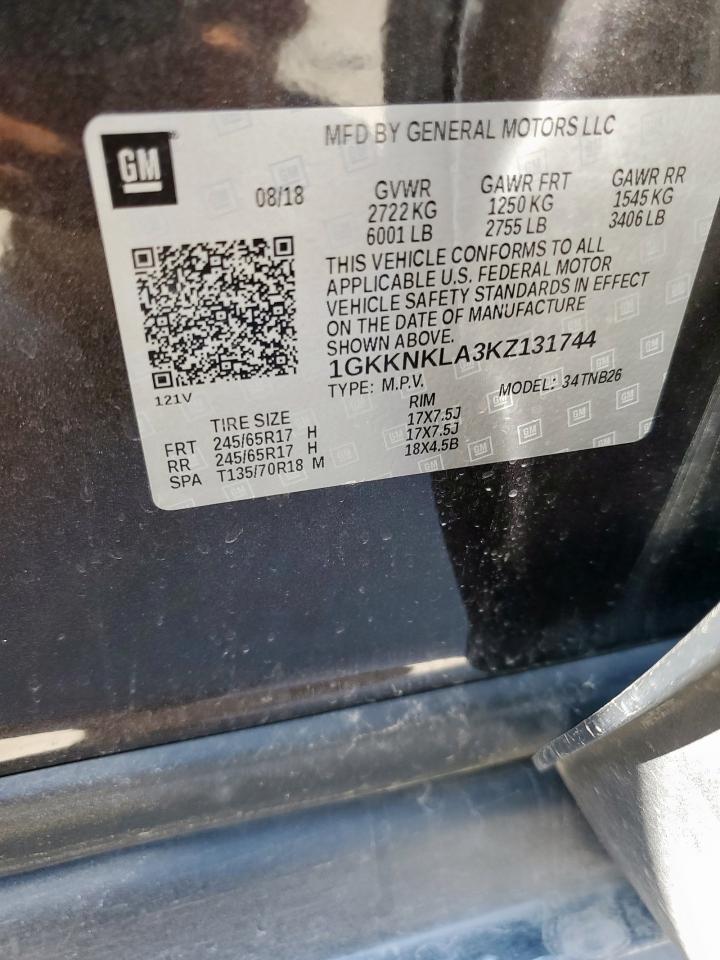 GM
MFD BY GENERAL MOTORS LLC
08/18
GVWR GAWR FRT GAWR RR
2722 KG 1250 KG 1545 KG
6001 LB 2755 LB 3406 LB
THIS VEHICLE CONFORMS TO ALL
APPLICABLE U.S. FEDERAL MOTOR
VEHICLE SAFETY STANDARDS IN EFFECT
ON THE DATE OF MANUFACTURE
SHOWN ABOVE.
1GKKNKLA3KZ131744
TYPE: M.P.V. MODEL: 34TNB26
121V
TIRE SIZE RIM
FRT 245/65R17 H 17X7.5J
RR 245/65R17 H 17X7.5J
SPA T135/70R18 M 18X4.5B